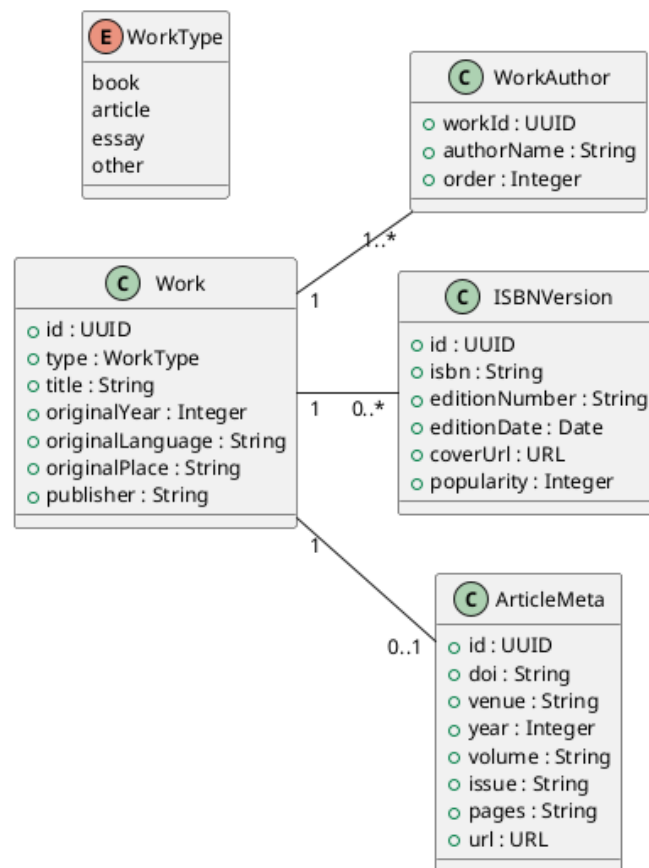 E WorkType
book
article
essay
other
C WorkAuthor
workId : UUID
authorName : String
order : Integer
1..*
1
C Work
id : UUID
type : WorkType
title : String
originalYear : Integer
originalLanguage : String
originalPlace : String
publisher : String
C ISBNVersion
id : UUID
isbn : String
editionNumber : String
editionDate : Date
coverUrl : URL
popularity : Integer
1 0..*
1
0..1
C ArticleMeta
id : UUID
doi : String
venue : String
year : Integer
volume : String
issue : String
pages : String
url : URL